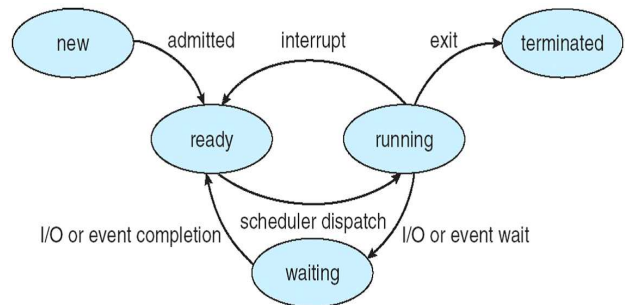 new
admitted
interrupt
exit
terminated
ready
running
I/O or event completion
scheduler dispatch
I/O or event wait
waiting